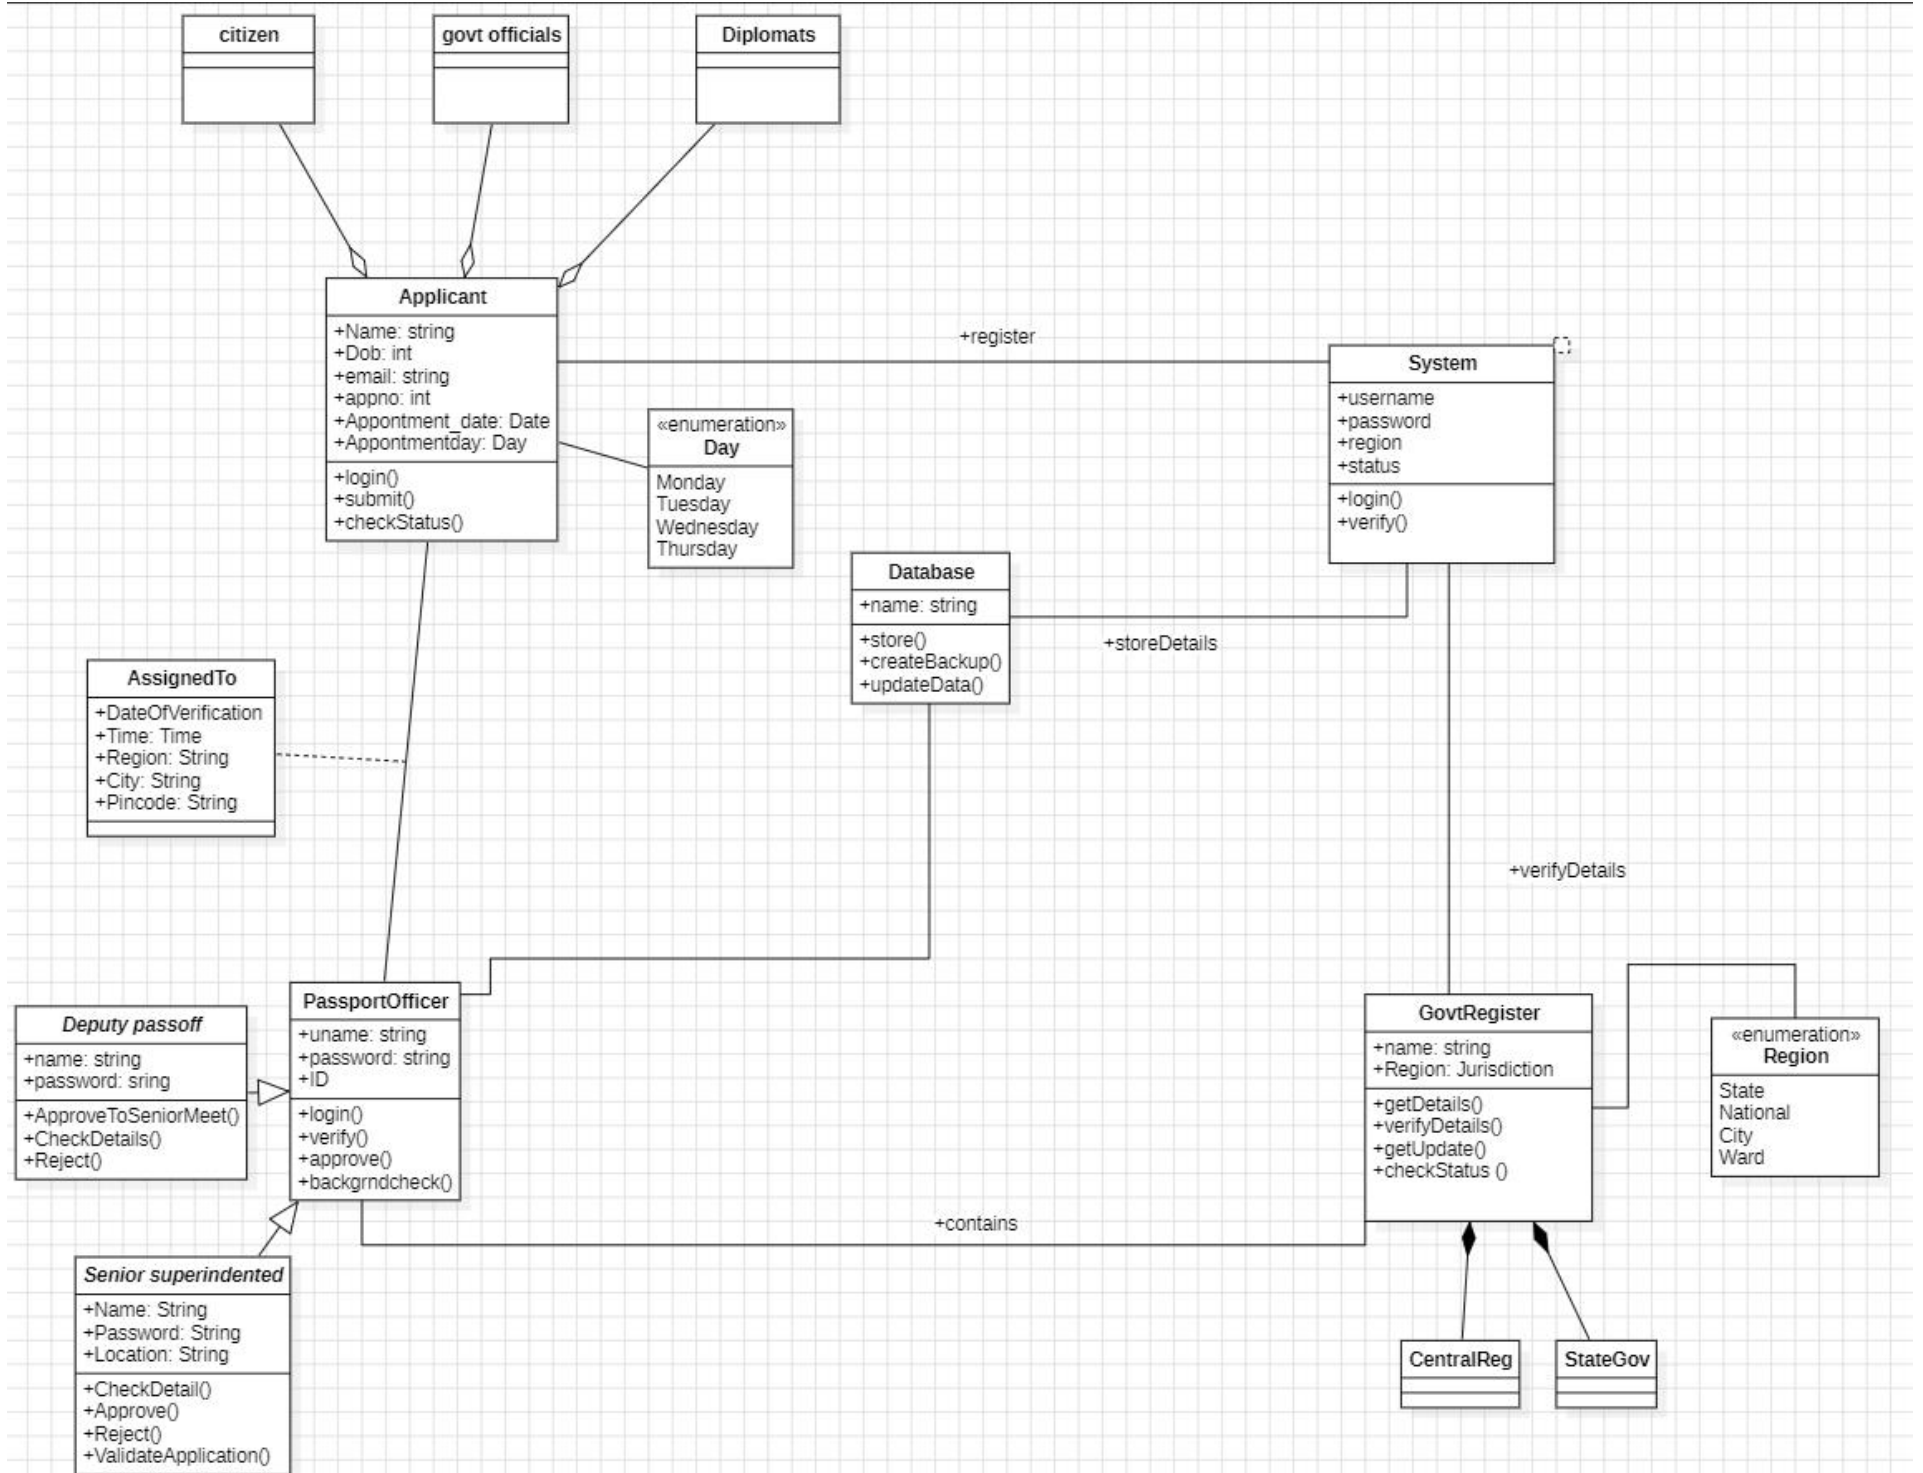 citizen
govt officials
Diplomats
Applicant
+Name: string
+Dob: int
+email: string
+appno: int
+Appontment_date: Date
+Appontmentday: Day
+login()
+submit()
+checkStatus()
+register
«enumeration»
Day
Monday
Tuesday
Wednesday
Thursday
System
+username
+password
+region
+status
+login()
+verify()
Database
+name: string
+store()
+createBackup()
+updateData()
+storeDetails
AssignedTo
+DateOfVerification
+Time: Time
+Region: String
+City: String
+Pincode: String
+verifyDetails
Deputy passoff
+name: string
+password: sring
+ApproveToSeniorMeet()
+CheckDetails()
+Reject()
PassportOfficer
+uname: string
+password: string
+ID
+login()
+verify()
+approve()
+backgrndcheck()
GovtRegister
+name: string
+Region: Jurisdiction
+getDetails()
+verifyDetails()
+getUpdate()
+checkStatus ()
«enumeration»
Region
State
National
City
Ward
+contains
Senior superindented
+Name: String
+Password: String
+Location: String
+CheckDetail()
+Approve()
+Reject()
+ValidateApplication()
CentralReg
StateGov